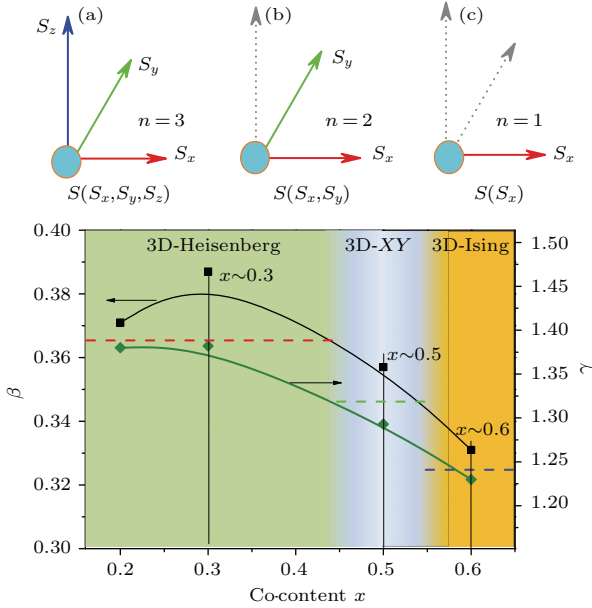 (a) (b) (c)
S_z
S_y S_y
n=3 n=2 n=1
S_x S_x S_x
S(S_x,S_y,S_z) S(S_x,S_y) S(S_x)
0.40
0.38
0.36
0.34
0.32
0.30
β
3D-Heisenberg 3D-XY 3D-Ising
x~0.3
x~0.5
x~0.6
1.50
1.45
1.40
1.35
1.30
1.25
1.20
γ
0.2 0.3 0.4 0.5 0.6
Co-content x